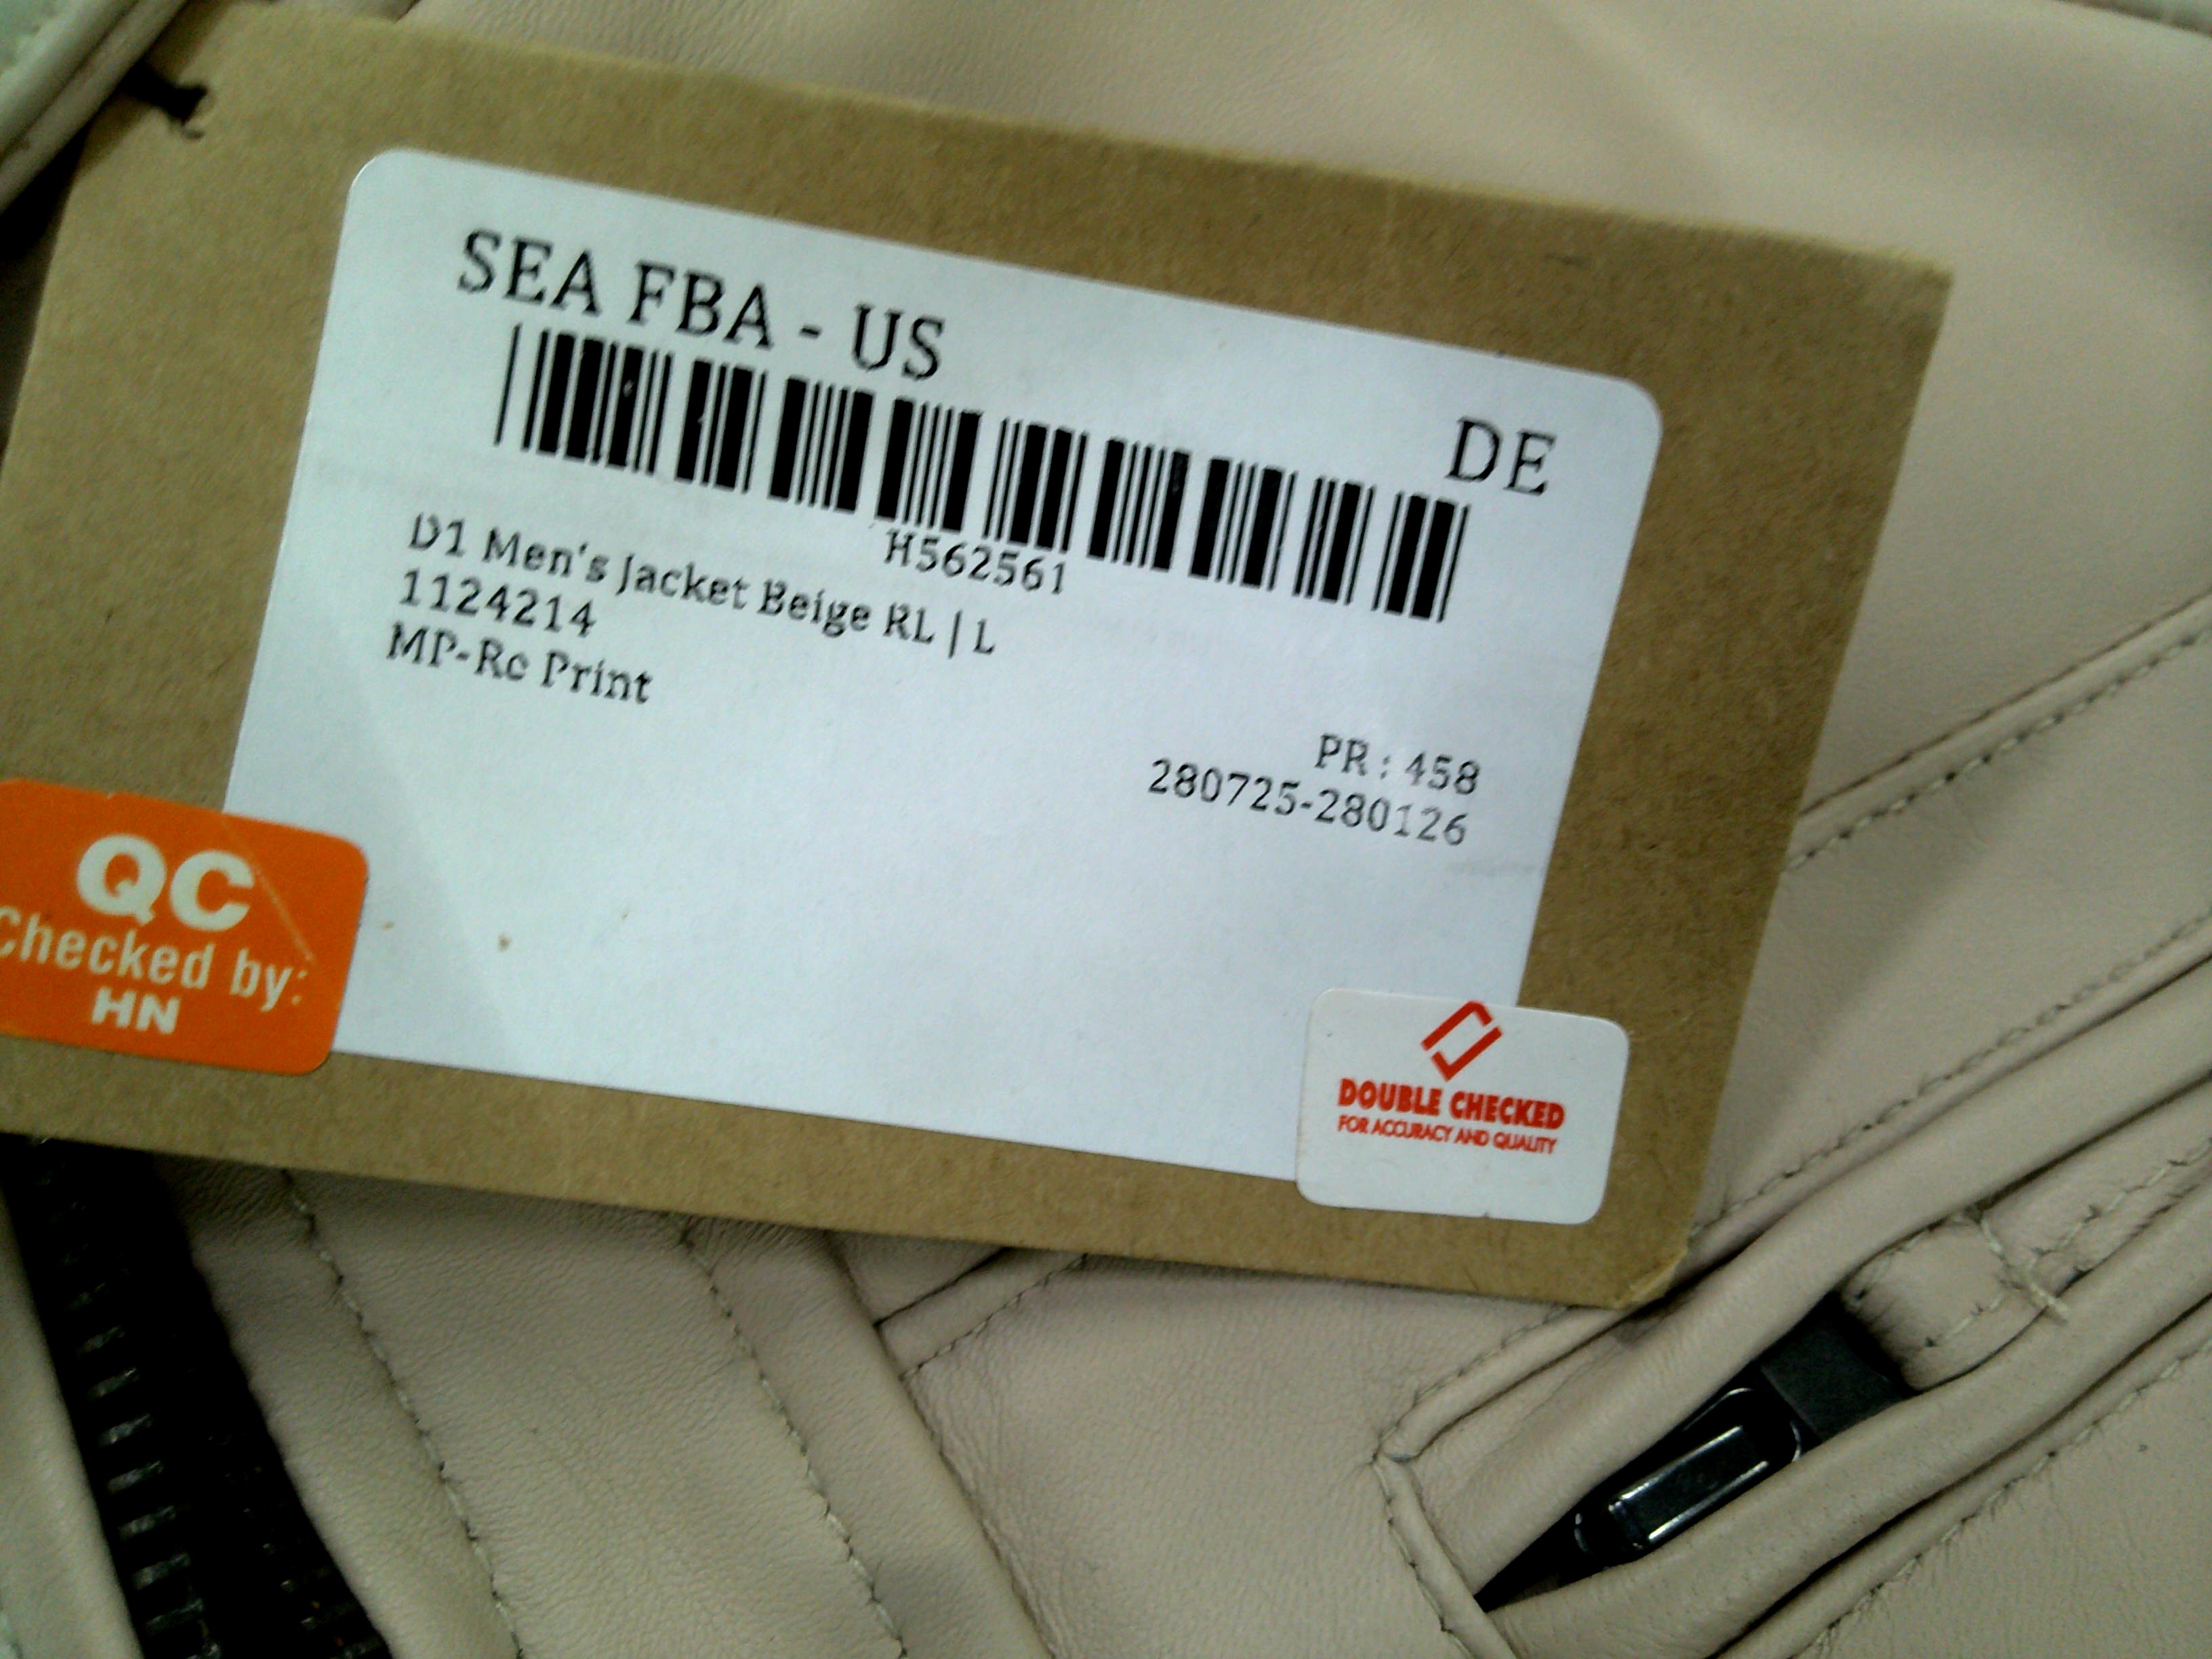 SEA FBA - US
DE
H562561
D1 Men's Jacket Beige RL | L
1124214
MP-Rc Print
PR : 458
280725-280126
QC
Checked by:
HN
DOUBLE CHECKED
FOR ACCURACY AND QUALITY